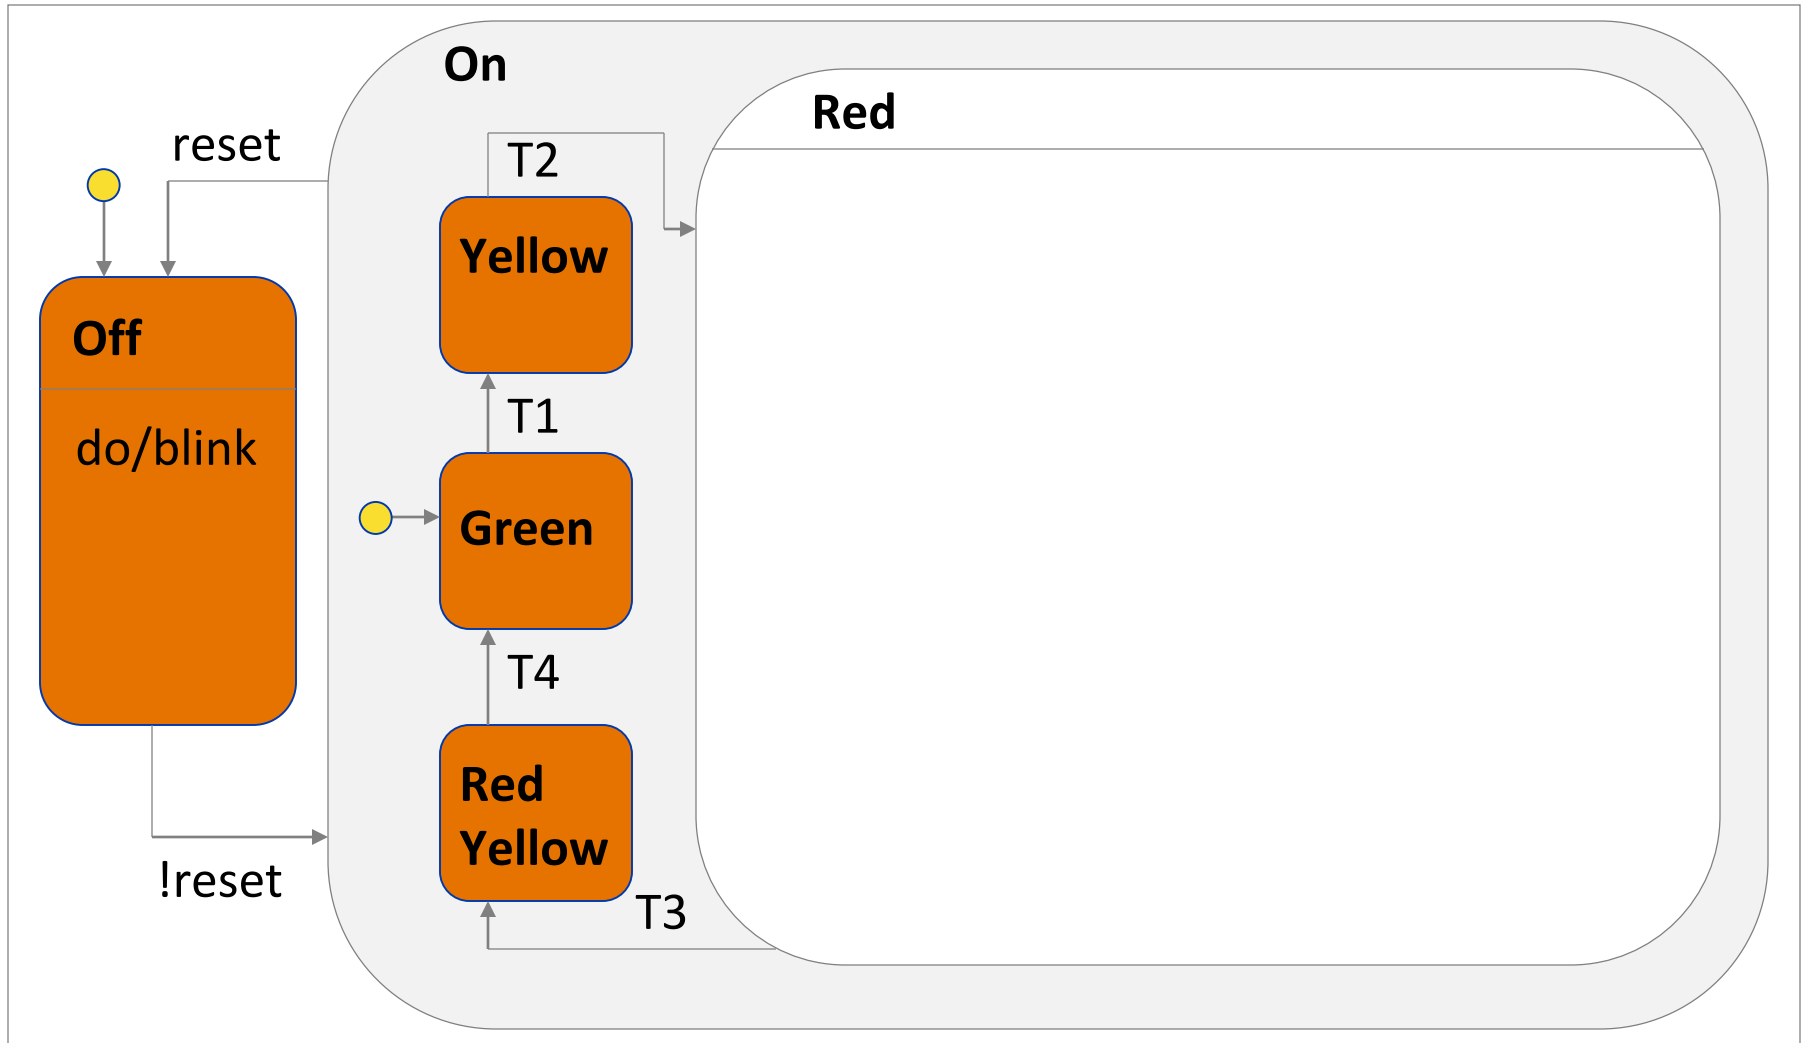 On
Red
reset
T2
Yellow
Off
T1
do/blink
Green
T4
Red
Yellow
!reset
T3